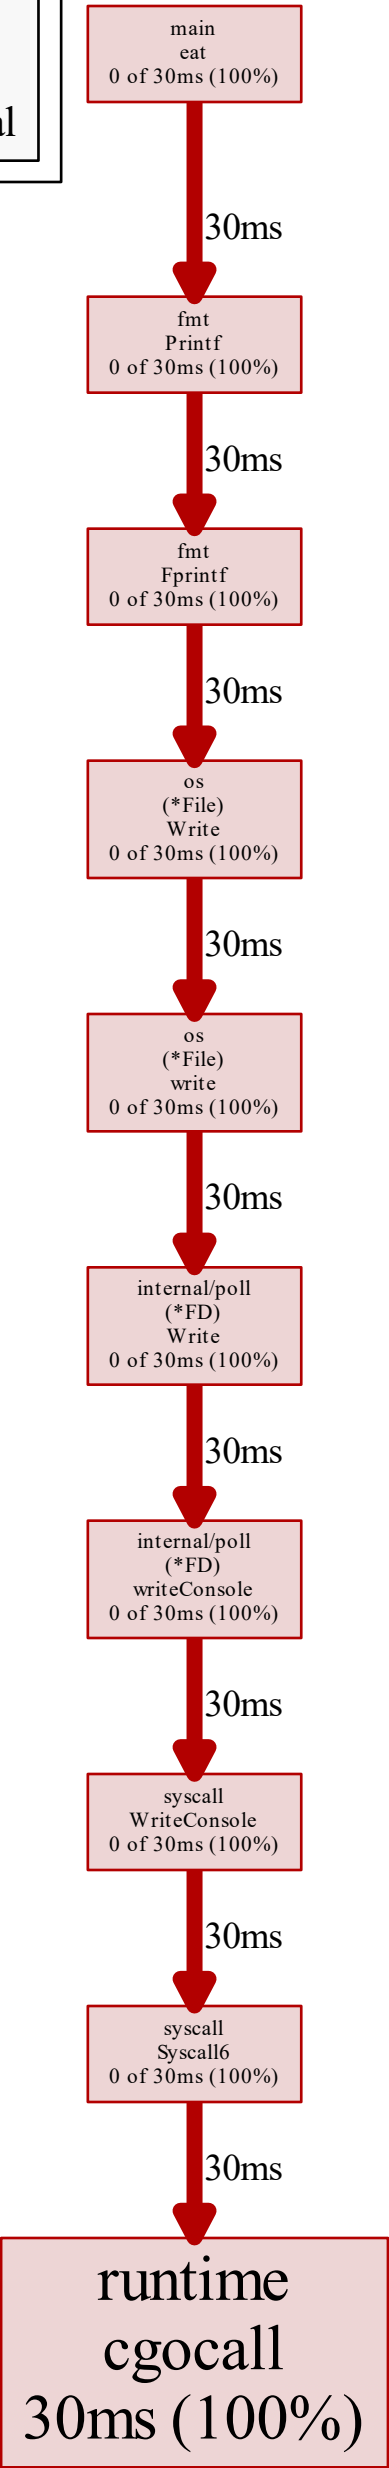 main
eat
0 of 30ms (100%)
al
30ms
fmt
Printf
0 of 30ms (100%)
30ms
fmt
Fprintf
0 of 30ms (100%)
30ms
os
(*File)
Write
0 of 30ms (100%)
30ms
os
(*File)
write
0 of 30ms (100%)
30ms
internal/poll
(*FD)
Write
0 of 30ms (100%)
30ms
internal/poll
(*FD)
writeConsole
0 of 30ms (100%)
30ms
syscall
WriteConsole
0 of 30ms (100%)
30ms
syscall
Syscall6
0 of 30ms (100%)
30ms
runtime
cgocall
30ms (100%)